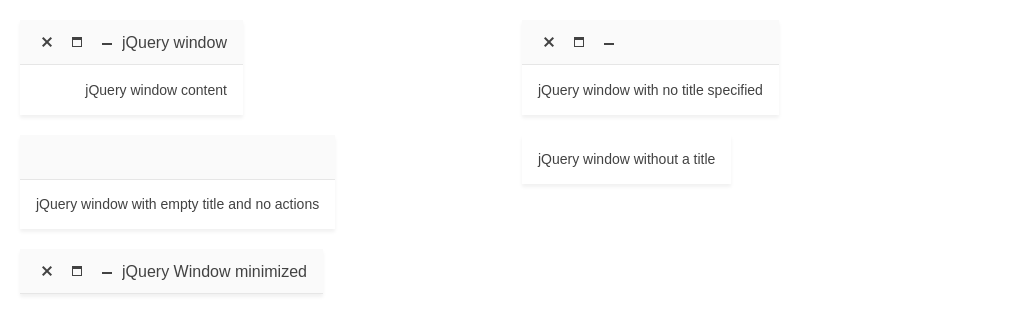 jQuery window
jQuery window content
jQuery window with empty title and no actions
jQuery Window minimized
jQuery window with no title specified
jQuery window without a title